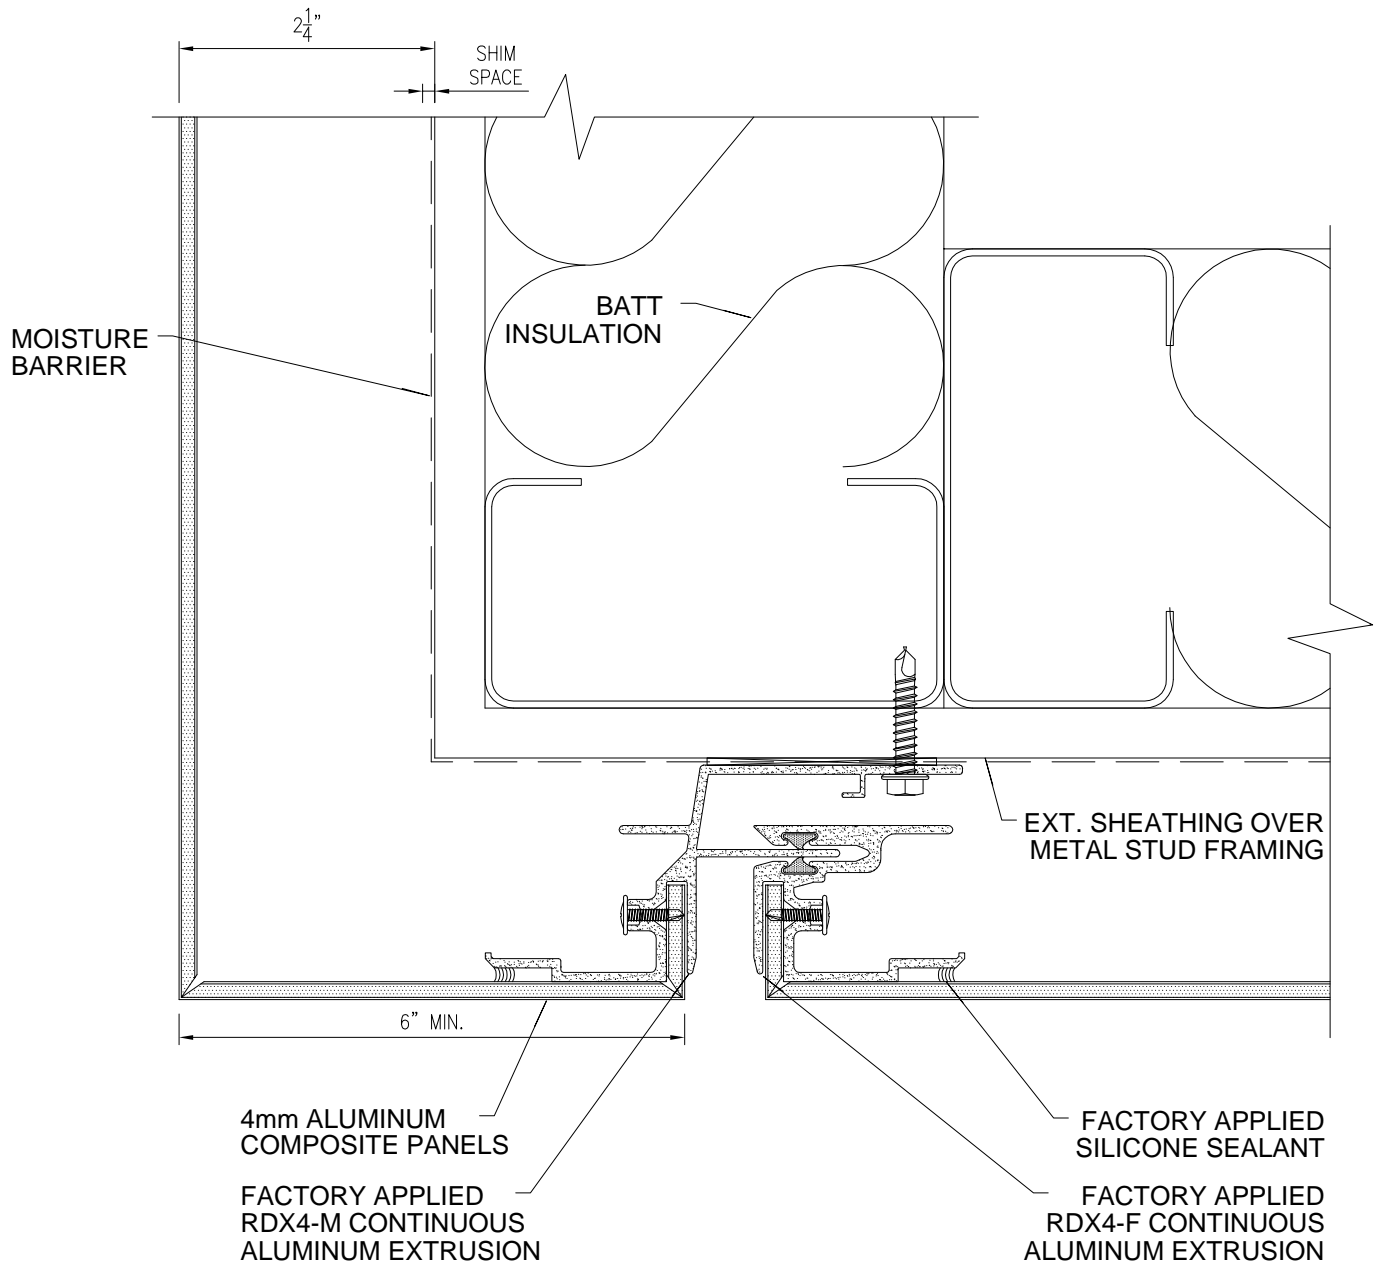 2 1/4"
SHIM
SPACE
BATT
INSULATION
MOISTURE
BARRIER
EXT. SHEATHING OVER
METAL STUD FRAMING
6" MIN.
4mm ALUMINUM
COMPOSITE PANELS
FACTORY APPLIED
SILICONE SEALANT
FACTORY APPLIED
RDX4-M CONTINUOUS
ALUMINUM EXTRUSION
FACTORY APPLIED
RDX4-F CONTINUOUS
ALUMINUM EXTRUSION